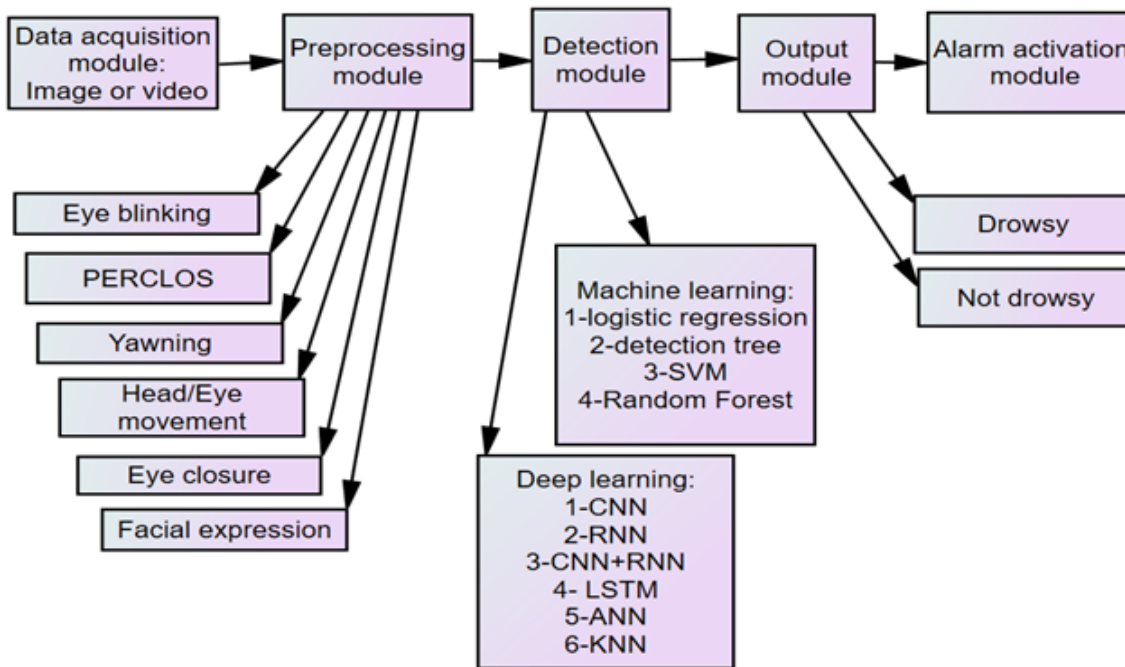 Data acquisition
module:
Image or video
Preprocessing
module
Detection
module
Output
module
Alarm activation
module
Eye blinking
PERCLOS
Yawning
Head/Eye
movement
Eye closure
Facial expression
Machine learning:
1-logistic regression
2-detection tree
3-SVM
4-Random Forest
Deep learning:
1-CNN
2-RNN
3-CNN+RNN
4- LSTM
5-ANN
6-KNN
Drowsy
Not drowsy